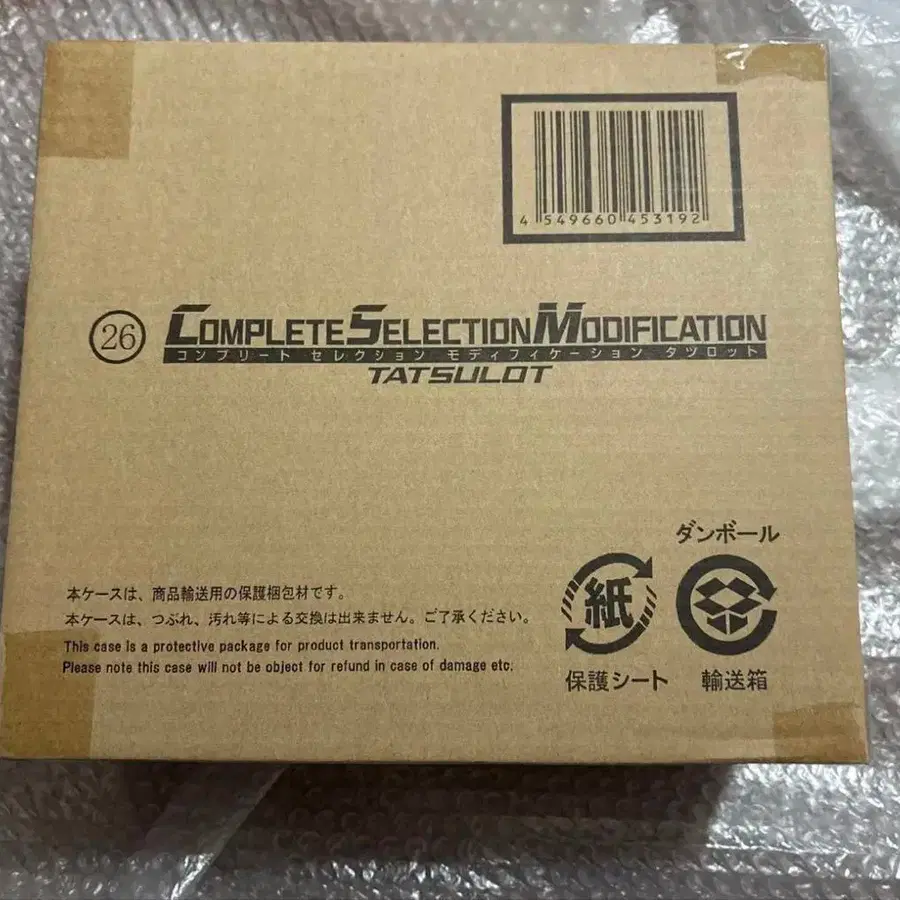 4 549660 453192
26 COMPLETE SELECTION MODIFICATION
コンプリート セレクション モディフィケーション タツロット
TATSULOT
ダンボール
紙
保護シート 輸送箱
本ケースは、商品輸送用の保護梱包材です。
本ケースは、つぶれ、汚れ等による交換は出来ません。ご了承ください。
This case is a protective package for product transportation.
Please note this case will not be object for refund in case of damage etc.